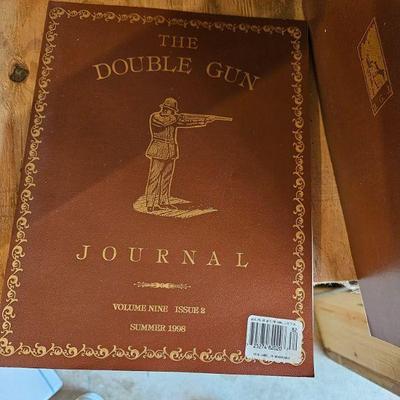 THE
DOUBLE GUN
JOURNAL
VOLUME NINE ISSUE 2
SUMMER 1998